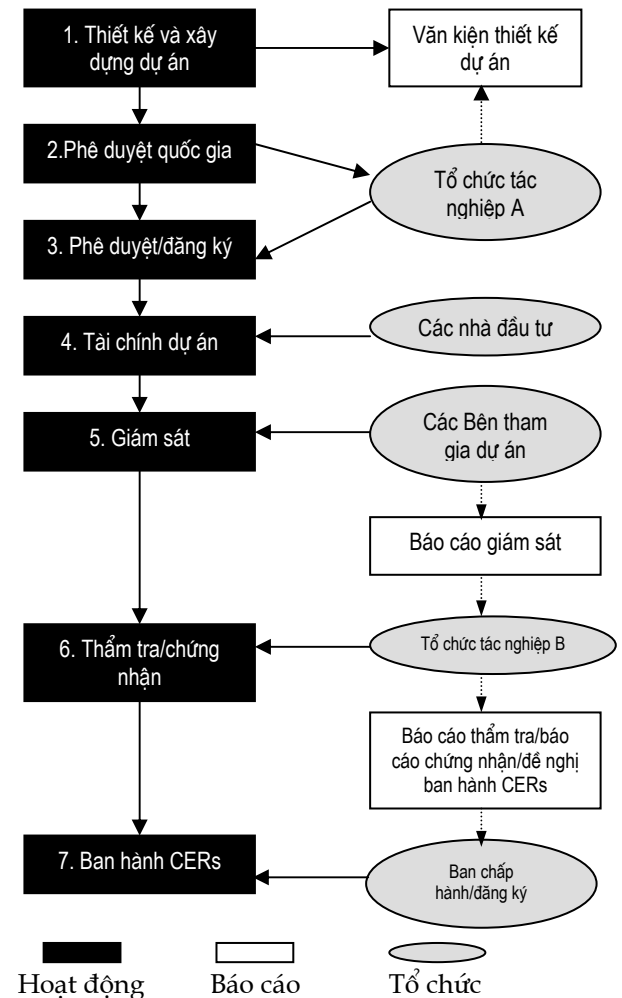 1. Thiết kế và xây
dựng dự án
Văn kiện thiết kế
dự án
2.Phê duyệt quốc gia
Tổ chức tác
nghiệp A
3. Phê duyệt/đăng ký
4. Tài chính dự án
Các nhà đầu tư
5. Giám sát
Các Bên tham
gia dự án
Báo cáo giám sát
6. Thẩm tra/chứng
nhận
Tổ chức tác nghiệp B
Báo cáo thẩm tra/báo
cáo chứng nhận/đề nghị
ban hành CERs
7. Ban hành CERs
Ban chấp
hành/đăng ký
Hoạt động
Báo cáo
Tổ chức